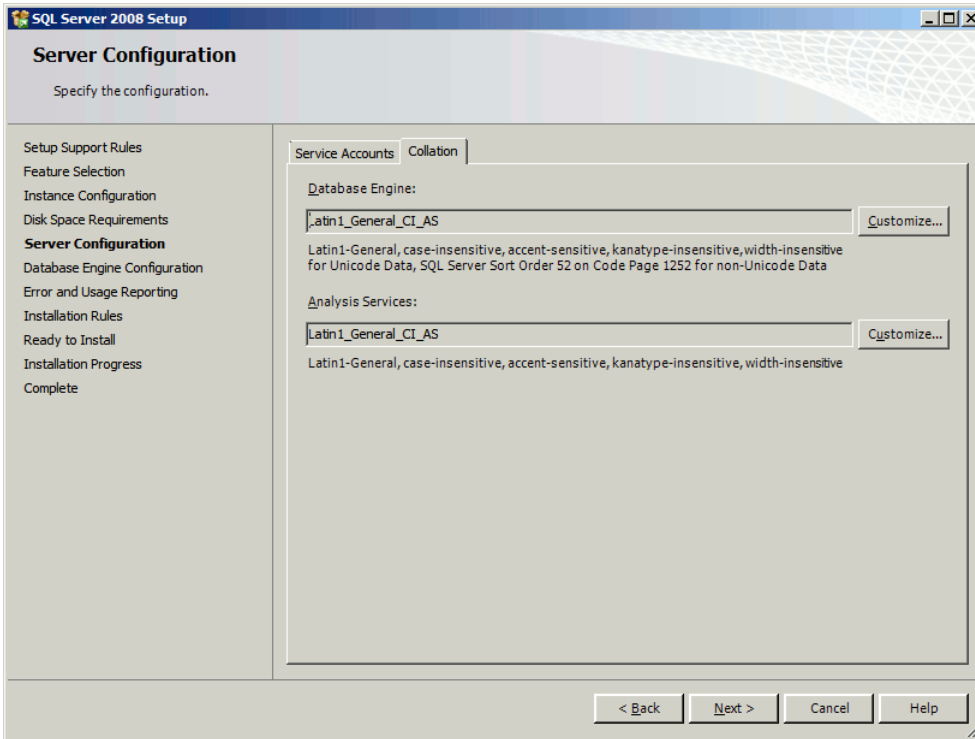 SQL Server 2008 Setup
Server Configuration
Specify the configuration.
Setup Support Rules
Feature Selection
Instance Configuration
Disk Space Requirements
Server Configuration
Database Engine Configuration
Error and Usage Reporting
Installation Rules
Ready to Install
Installation Progress
Complete
Service Accounts Collation
Database Engine:
Latin1_General_CI_AS
Customize...
Latin1-General, case-insensitive, accent-sensitive, kanatype-insensitive, width-insensitive
for Unicode Data, SQL Server Sort Order 52 on Code Page 1252 for non-Unicode Data
Analysis Services:
Latin1_General_CI_AS
Customize...
Latin1-General, case-insensitive, accent-sensitive, kanatype-insensitive, width-insensitive
< Back Next > Cancel Help